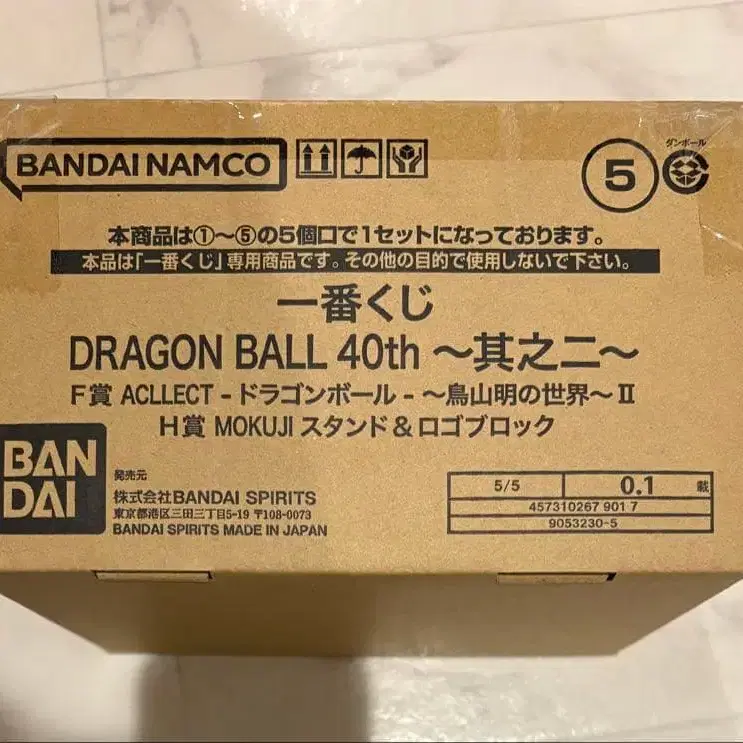 BANDAI NAMCO
5
ダンボール
本商品は①～⑤の5個口で1セットになっております。
本品は「一番くじ」専用商品です。その他の目的で使用しないで下さい。
一番くじ
DRAGON BALL 40th ～其之二～
F賞 ACLLECT - ドラゴンボール - ～鳥山明の世界～ II
H賞 MOKUJI スタンド＆ロゴブロック
BAN
DAI
発売元
株式会社BANDAI SPIRITS
東京都港区三田三丁目5-19 〒108-0073
BANDAI SPIRITS MADE IN JAPAN
5/5 0.1 載
457310267 901 7
9053230-5